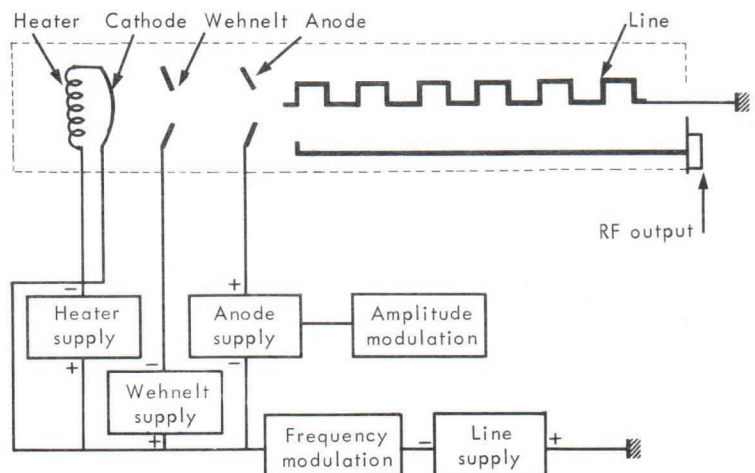 Heater Cathode Wehnelt Anode Line
RF output
−
+
Heater
supply
Anode
supply
Amplitude
modulation
+
−
−
Wehnelt
supply
+
Frequency
modulation
−
Line
supply
+